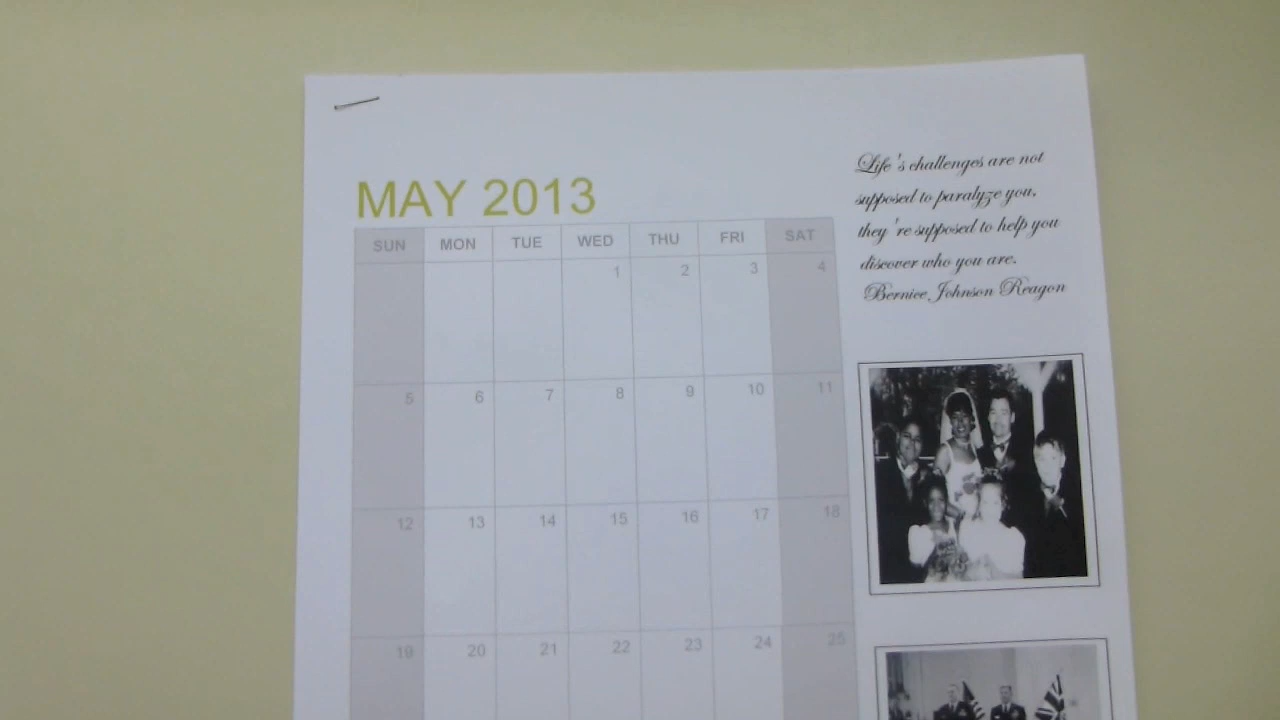 MAY 2013
SUN MON TUE WED THU FRI SAT
1 2 3 4
5 6 7 8 9 10 11
12 13 14 15 16 17 18
19 20 21 22 23 24 25
Life's challenges are not
supposed to paralyze you,
they're supposed to help you
discover who you are.
Bernice Johnson Reagon